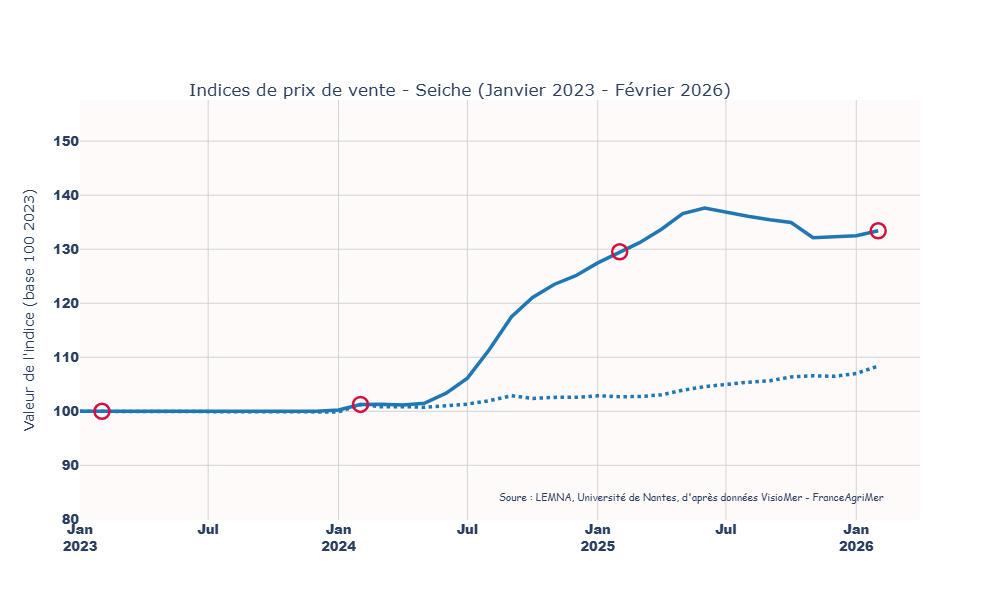 Indices de prix de vente - Seiche (Janvier 2023 - Février 2026)
Valeur de l'indice (base 100 2023)
150
140
130
120
110
100
90
80
Soure : LEMNA, Université de Nantes, d'après données VisioMer - FranceAgriMer
Jan Jul Jan Jul Jan Jul Jan
2023 2024 2025 2026